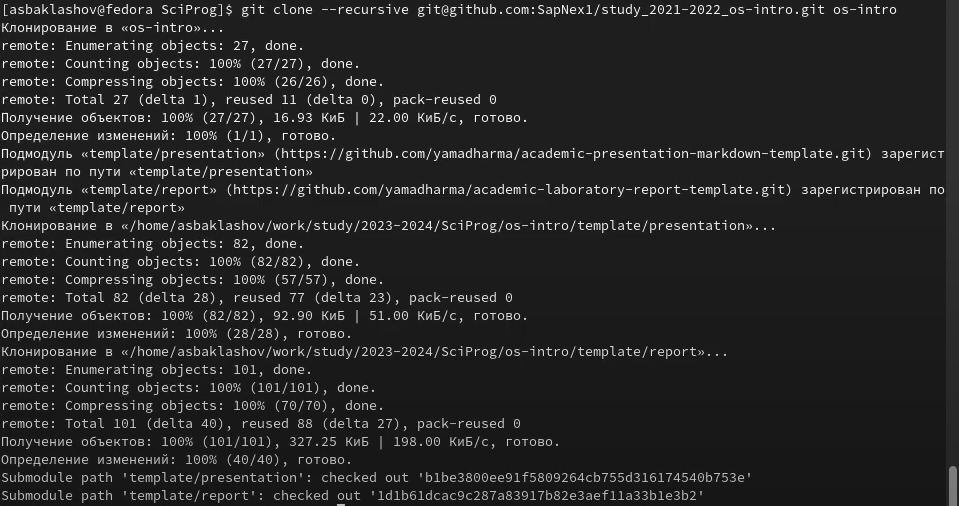 [asbaklashov@fedora SciProg]$ git clone --recursive git@github.com:SapNex1/study_2021-2022_os-intro.git os-intro
Клонирование в «os-intro»...
remote: Enumerating objects: 27, done.
remote: Counting objects: 100% (27/27), done.
remote: Compressing objects: 100% (26/26), done.
remote: Total 27 (delta 1), reused 11 (delta 0), pack-reused 0
Получение объектов: 100% (27/27), 16.93 КиБ | 22.00 КиБ/с, готово.
Определение изменений: 100% (1/1), готово.
Подмодуль «template/presentation» (https://github.com/yamadharma/academic-presentation-markdown-template.git) зарегист
рирован по пути «template/presentation»
Подмодуль «template/report» (https://github.com/yamadharma/academic-laboratory-report-template.git) зарегистрирован по
 пути «template/report»
Клонирование в «/home/asbaklashov/work/study/2023-2024/SciProg/os-intro/template/presentation»...
remote: Enumerating objects: 82, done.
remote: Counting objects: 100% (82/82), done.
remote: Compressing objects: 100% (57/57), done.
remote: Total 82 (delta 28), reused 77 (delta 23), pack-reused 0
Получение объектов: 100% (82/82), 92.90 КиБ | 51.00 КиБ/с, готово.
Определение изменений: 100% (28/28), готово.
Клонирование в «/home/asbaklashov/work/study/2023-2024/SciProg/os-intro/template/report»...
remote: Enumerating objects: 101, done.
remote: Counting objects: 100% (101/101), done.
remote: Compressing objects: 100% (70/70), done.
remote: Total 101 (delta 40), reused 88 (delta 27), pack-reused 0
Получение объектов: 100% (101/101), 327.25 КиБ | 198.00 КиБ/с, готово.
Определение изменений: 100% (40/40), готово.
Submodule path 'template/presentation': checked out 'b1be3800ee91f5809264cb755d316174540b753e'
Submodule path 'template/report': checked out '1d1b61dcac9c287a83917b82e3aef11a33b1e3b2'